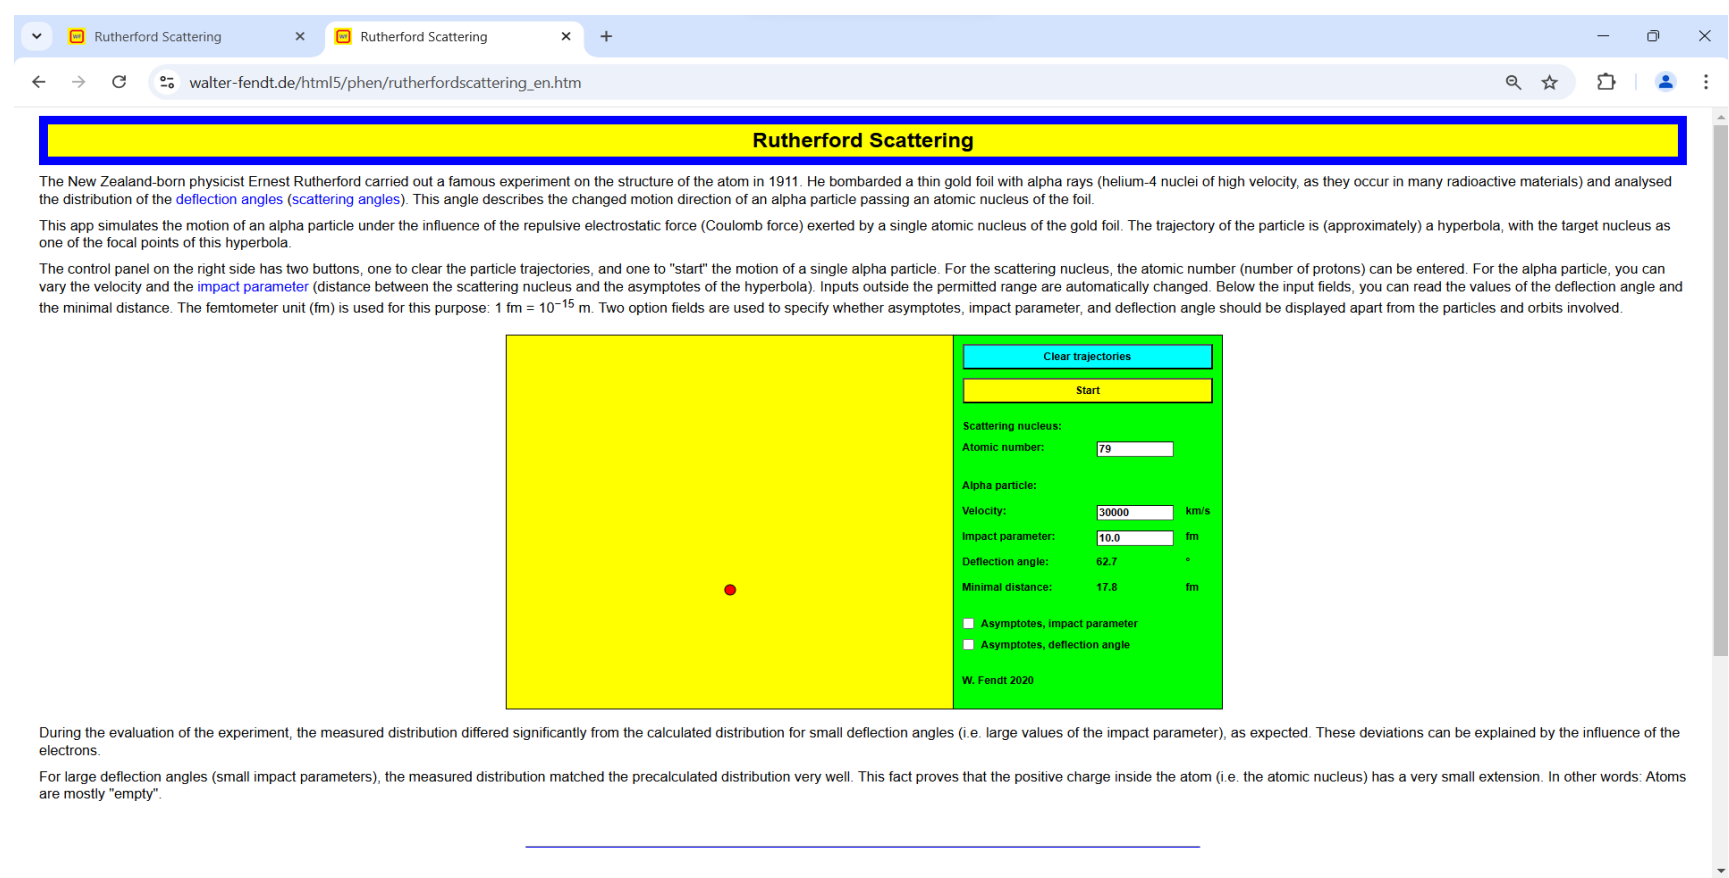 Rutherford Scattering
Rutherford Scattering
walter-fendt.de/html5/phen/rutherfordscattering_en.htm
Rutherford Scattering
The New Zealand-born physicist Ernest Rutherford carried out a famous experiment on the structure of the atom in 1911. He bombarded a thin gold foil with alpha rays (helium-4 nuclei of high velocity, as they occur in many radioactive materials) and analysed
the distribution of the deflection angles (scattering angles). This angle describes the changed motion direction of an alpha particle passing an atomic nucleus of the foil.
This app simulates the motion of an alpha particle under the influence of the repulsive electrostatic force (Coulomb force) exerted by a single atomic nucleus of the gold foil. The trajectory of the particle is (approximately) a hyperbola, with the target nucleus as
one of the focal points of this hyperbola.
The control panel on the right side has two buttons, one to clear the particle trajectories, and one to "start" the motion of a single alpha particle. For the scattering nucleus, the atomic number (number of protons) can be entered. For the alpha particle, you can
vary the velocity and the impact parameter (distance between the scattering nucleus and the asymptotes of the hyperbola). Inputs outside the permitted range are automatically changed. Below the input fields, you can read the values of the deflection angle and
the minimal distance. The femtometer unit (fm) is used for this purpose: 1 fm = 10⁻¹⁵ m. Two option fields are used to specify whether asymptotes, impact parameter, and deflection angle should be displayed apart from the particles and orbits involved.
Clear trajectories
Start
Scattering nucleus:
Atomic number: 79
Alpha particle:
Velocity: 30000 km/s
Impact parameter: 10.0 fm
Deflection angle: 62.7 °
Minimal distance: 17.8 fm
Asymptotes, impact parameter
Asymptotes, deflection angle
W. Fendt 2020
During the evaluation of the experiment, the measured distribution differed significantly from the calculated distribution for small deflection angles (i.e. large values of the impact parameter), as expected. These deviations can be explained by the influence of the
electrons.
For large deflection angles (small impact parameters), the measured distribution matched the precalculated distribution very well. This fact proves that the positive charge inside the atom (i.e. the atomic nucleus) has a very small extension. In other words: Atoms
are mostly "empty".